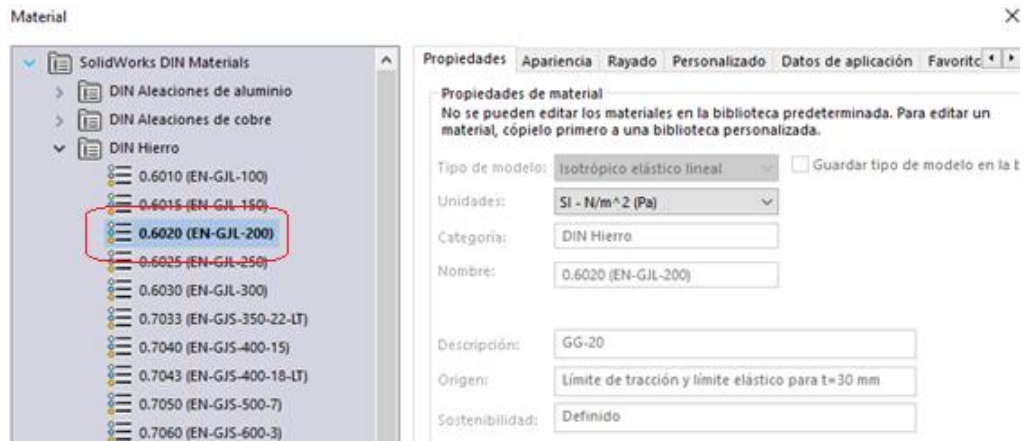 Material
SolidWorks DIN Materials
DIN Aleaciones de aluminio
DIN Aleaciones de cobre
DIN Hierro
0.6010 (EN-GJL-100)
0.6015 (EN-GJL-150)
0.6020 (EN-GJL-200)
0.6025 (EN-GJL-250)
0.6030 (EN-GJL-300)
0.7033 (EN-GJS-350-22-LT)
0.7040 (EN-GJS-400-15)
0.7043 (EN-GJS-400-18-LT)
0.7050 (EN-GJS-500-7)
0.7060 (EN-GJS-600-3)
Propiedades Apariencia Rayado Personalizado Datos de aplicación Favoritc
Propiedades de material
No se pueden editar los materiales en la biblioteca predeterminada. Para editar un
material, cópielo primero a una biblioteca personalizada.
Tipo de modelo: Isotrópico elástico lineal Guardar tipo de modelo en la b
Unidades: SI - N/m^2 (Pa)
Categoría: DIN Hierro
Nombre: 0.6020 (EN-GJL-200)
Descripción: GG-20
Origen: Límite de tracción y límite elástico para t=30 mm
Sostenibilidad: Definido